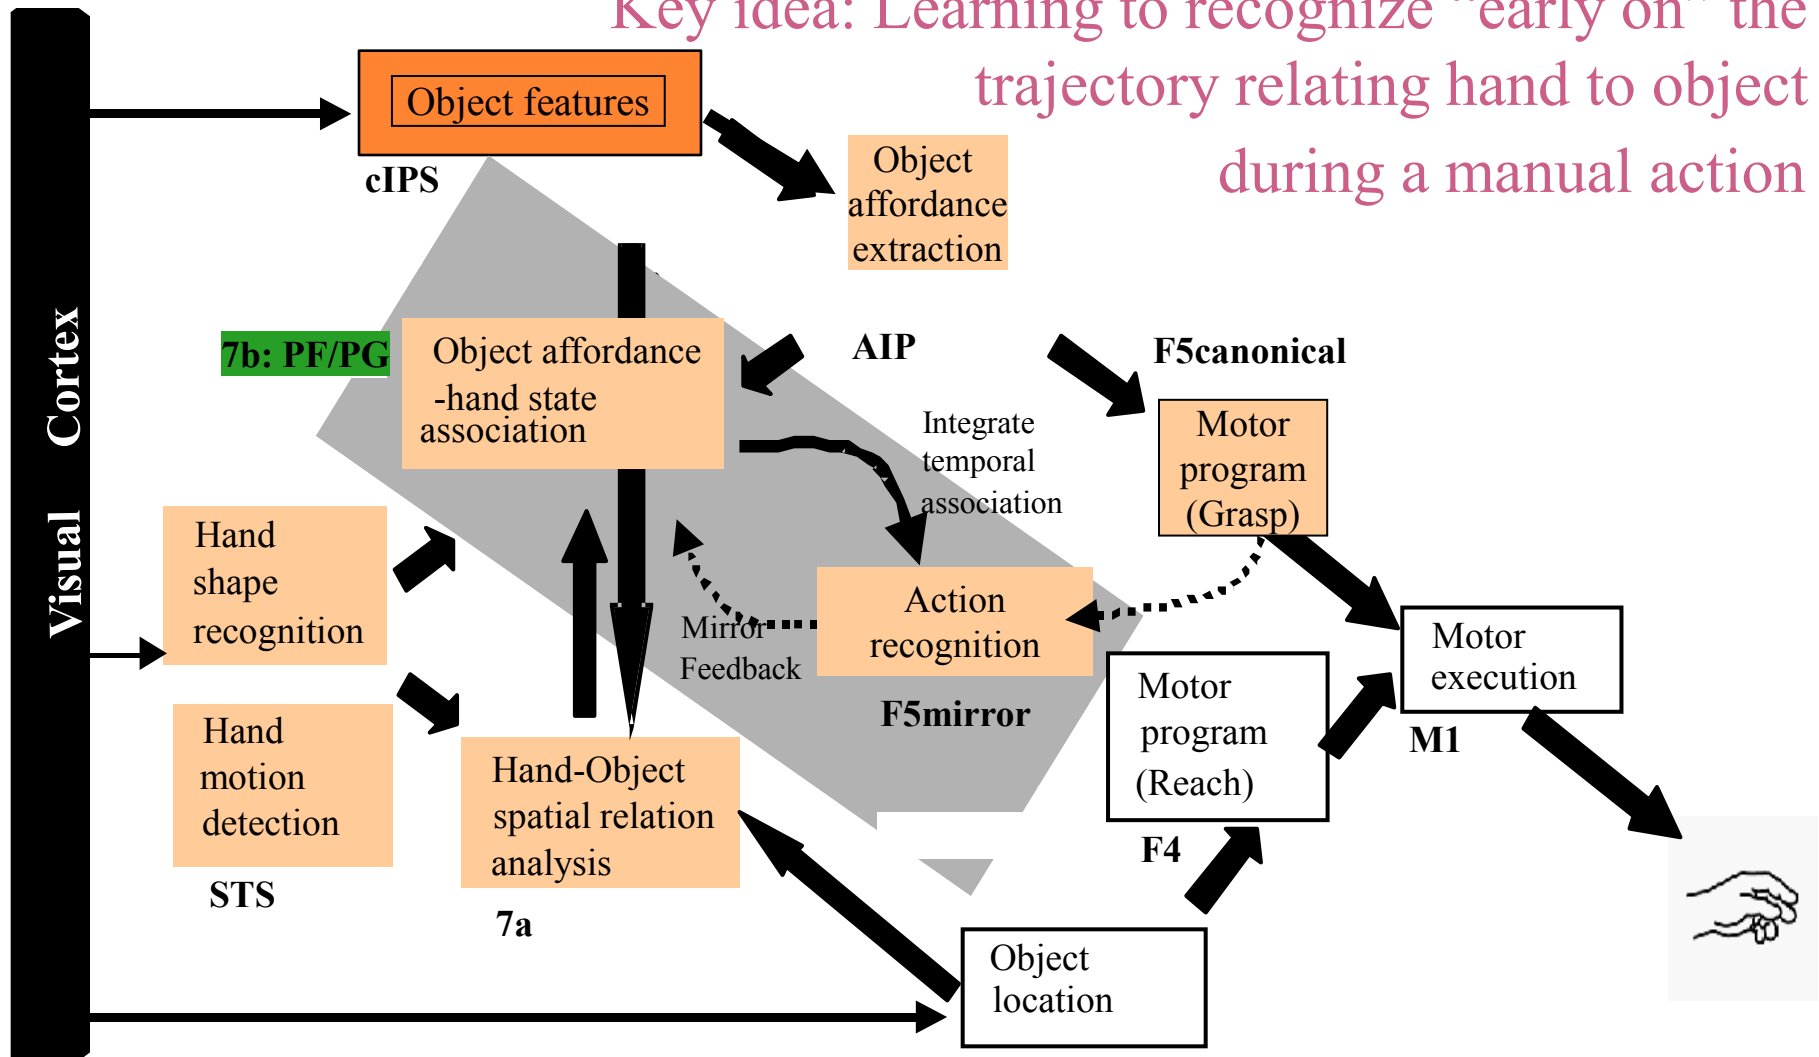 Key idea: Learning to recognize “early on” the
trajectory relating hand to object
during a manual action
Visual Cortex
Object features
cIPS
Object
affordance
extraction
AIP
7b: PF/PG
Object affordance
-hand state
association
F5canonical
Motor
program
(Grasp)
Integrate
temporal
association
Hand
shape
recognition
Mirror
Feedback
Action
recognition
F5mirror
Motor
execution
M1
Motor
program
(Reach)
F4
Hand
motion
detection
STS
Hand-Object
spatial relation
analysis
7a
Object
location